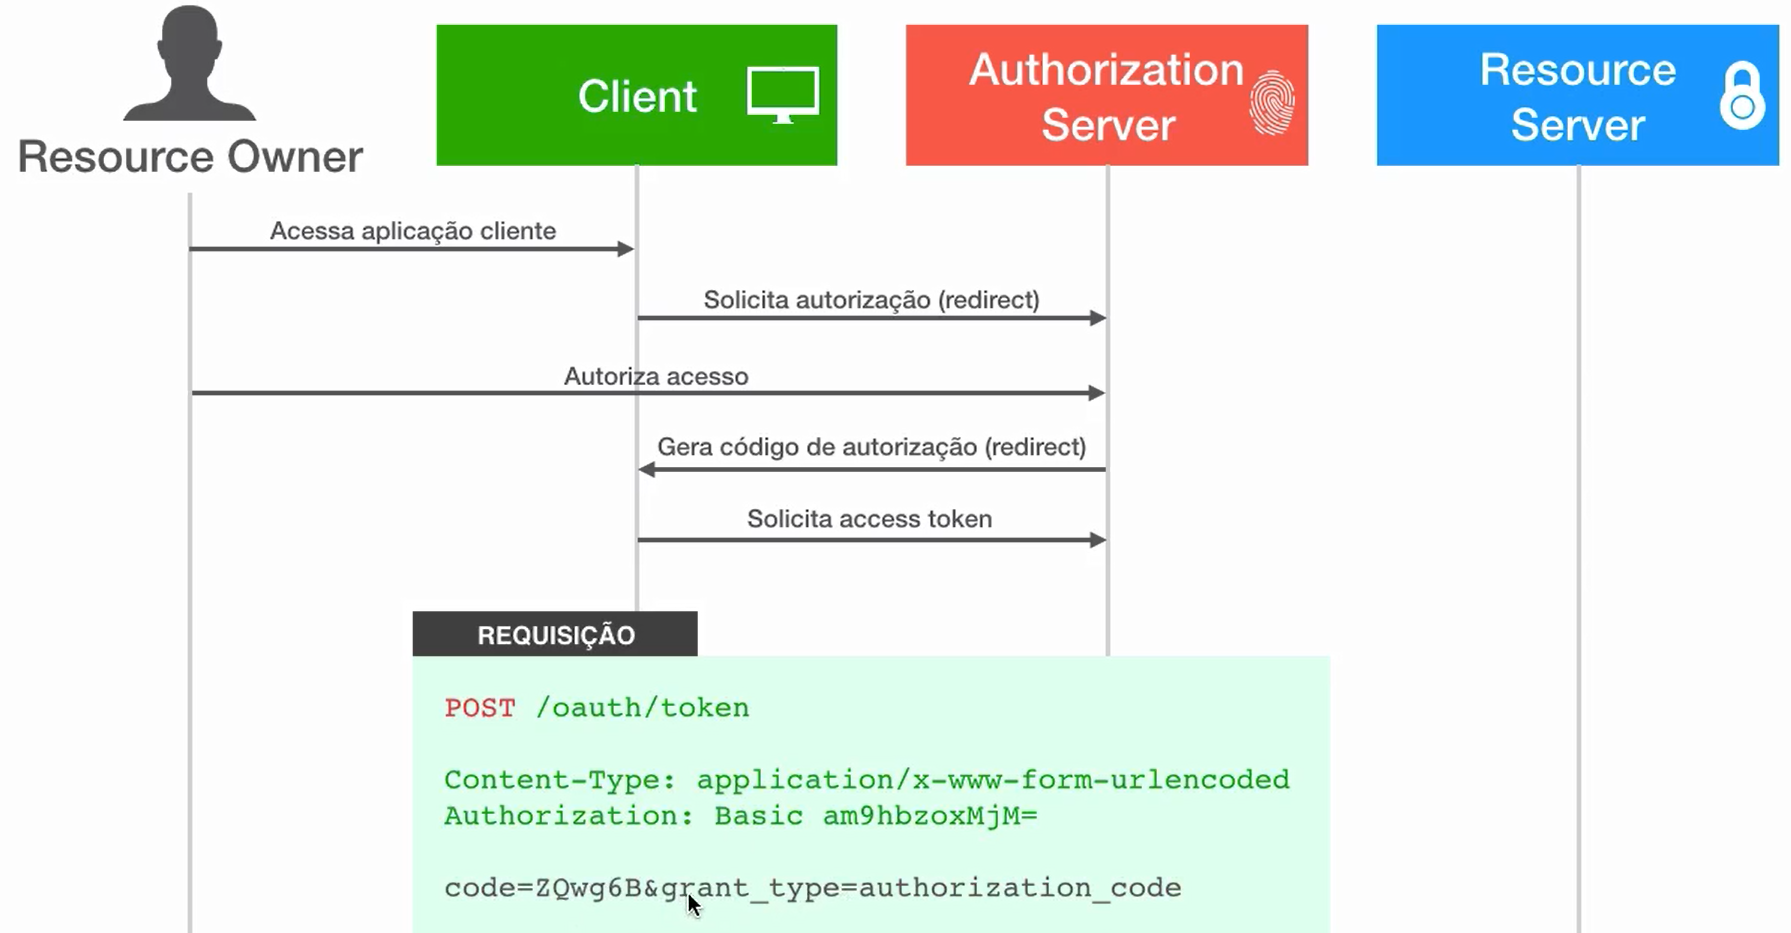 Resource Owner
Client
Authorization
Server
Resource
Server
Acessa aplicação cliente
Solicita autorização (redirect)
Autoriza acesso
Gera código de autorização (redirect)
Solicita access token
REQUISIÇÃO
POST /oauth/token
Content-Type: application/x-www-form-urlencoded
Authorization: Basic am9hbzoxMjM=
code=ZQwg6B&grant_type=authorization_code